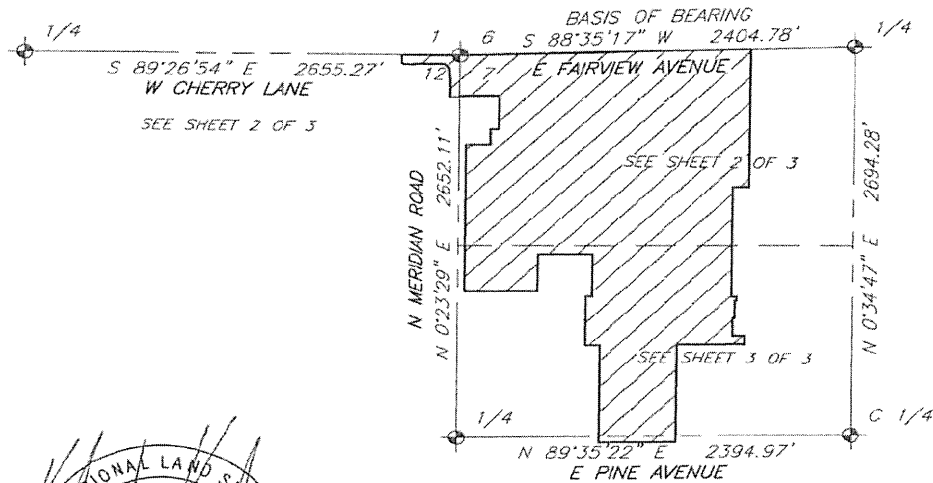 1/4
BASIS OF BEARING
1/4
1 6
S 88°35'17" W 2404.78'
S 89°26'54" E 2655.27'
12 7
E FAIRVIEW AVENUE
W CHERRY LANE
SEE SHEET 2 OF 3
SEE SHEET 2 OF 3
N MERIDIAN ROAD
N 0°23'29" E 2652.11'
N 0°34'47" E 2694.28'
SEE SHEET 3 OF 3
1/4
C 1/4
N 89°35'22" E 2394.97'
E PINE AVENUE
IONAL LAND S